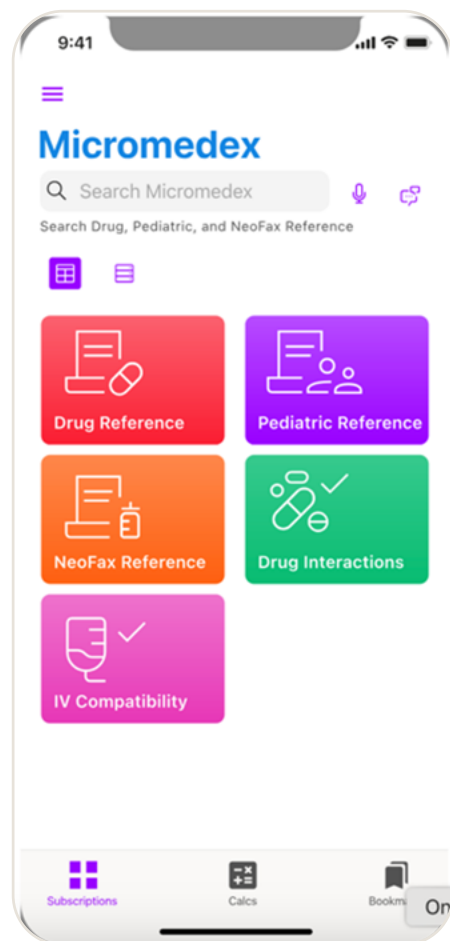 9:41
Micromedex
Search Micromedex
Search Drug, Pediatric, and NeoFax Reference
Drug Reference
Pediatric Reference
NeoFax Reference
Drug Interactions
IV Compatibility
Subscriptions
Calcs